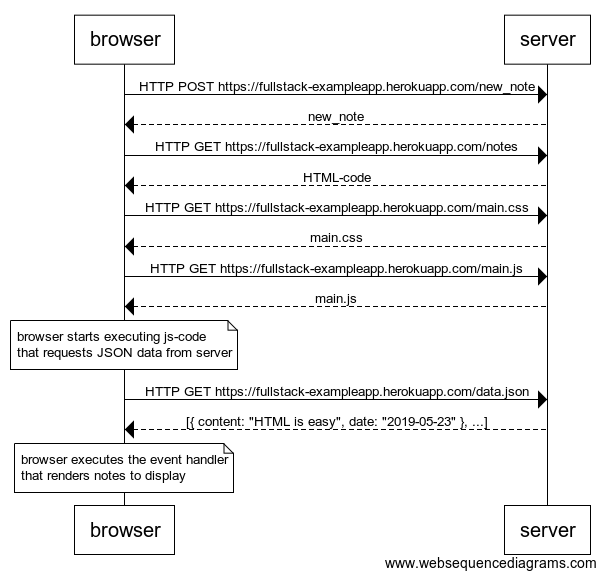 browser
server
HTTP POST https://fullstack-exampleapp.herokuapp.com/new_note
new_note
HTTP GET https://fullstack-exampleapp.herokuapp.com/notes
HTML-code
HTTP GET https://fullstack-exampleapp.herokuapp.com/main.css
main.css
HTTP GET https://fullstack-exampleapp.herokuapp.com/main.js
main.js
browser starts executing js-code
that requests JSON data from server
HTTP GET https://fullstack-exampleapp.herokuapp.com/data.json
[{ content: "HTML is easy", date: "2019-05-23" }, ...]
browser executes the event handler
that renders notes to display
browser
server
www.websequencediagrams.com